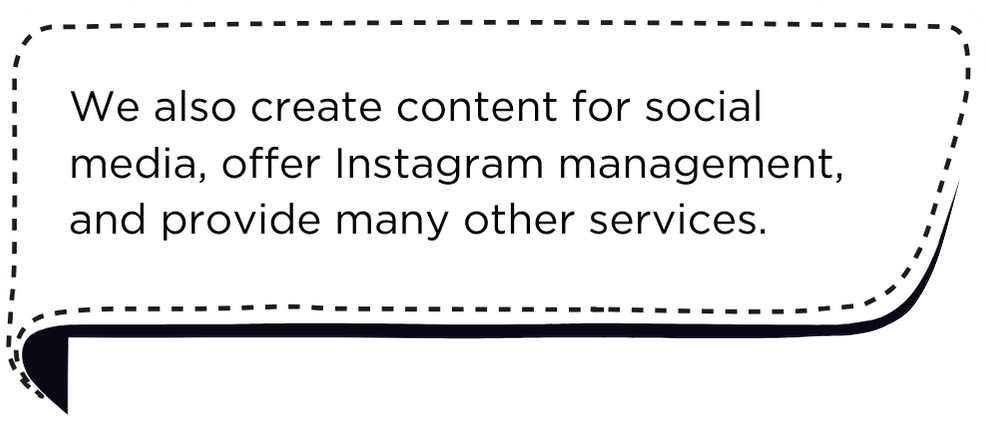 We also create content for social
media, offer Instagram management,
and provide many other services.